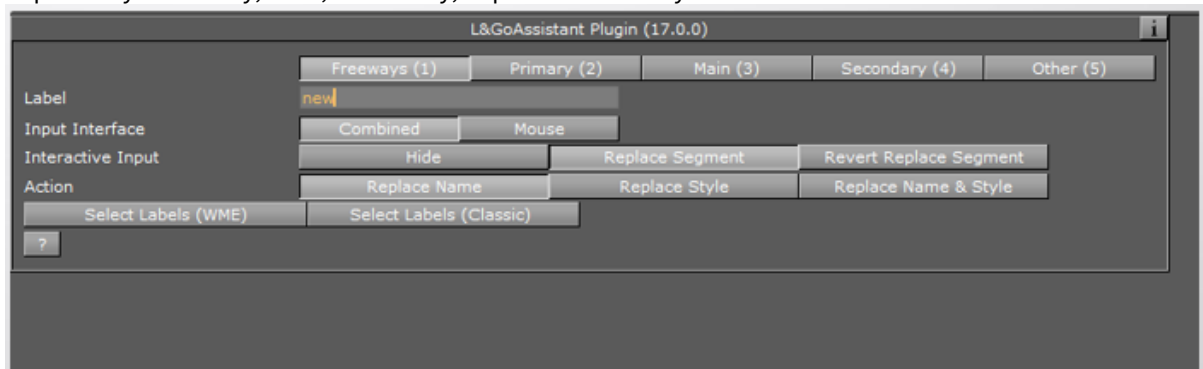 L&GoAssistant Plugin (17.0.0) i
Freeways (1) Primary (2) Main (3) Secondary (4) Other (5)
Label new
Input Interface Combined Mouse
Interactive Input Hide Replace Segment Revert Replace Segment
Action Replace Name Replace Style Replace Name & Style
Select Labels (WME) Select Labels (Classic)
?